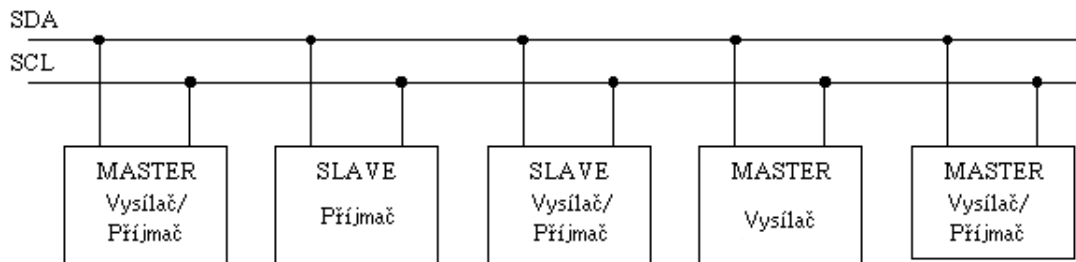 SDA
SCL
MASTER
Vysílač/
Příjmač
SLAVE
Příjmač
SLAVE
Vysílač/
Příjmač
MASTER
Vysílač
MASTER
Vysílač/
Příjmač